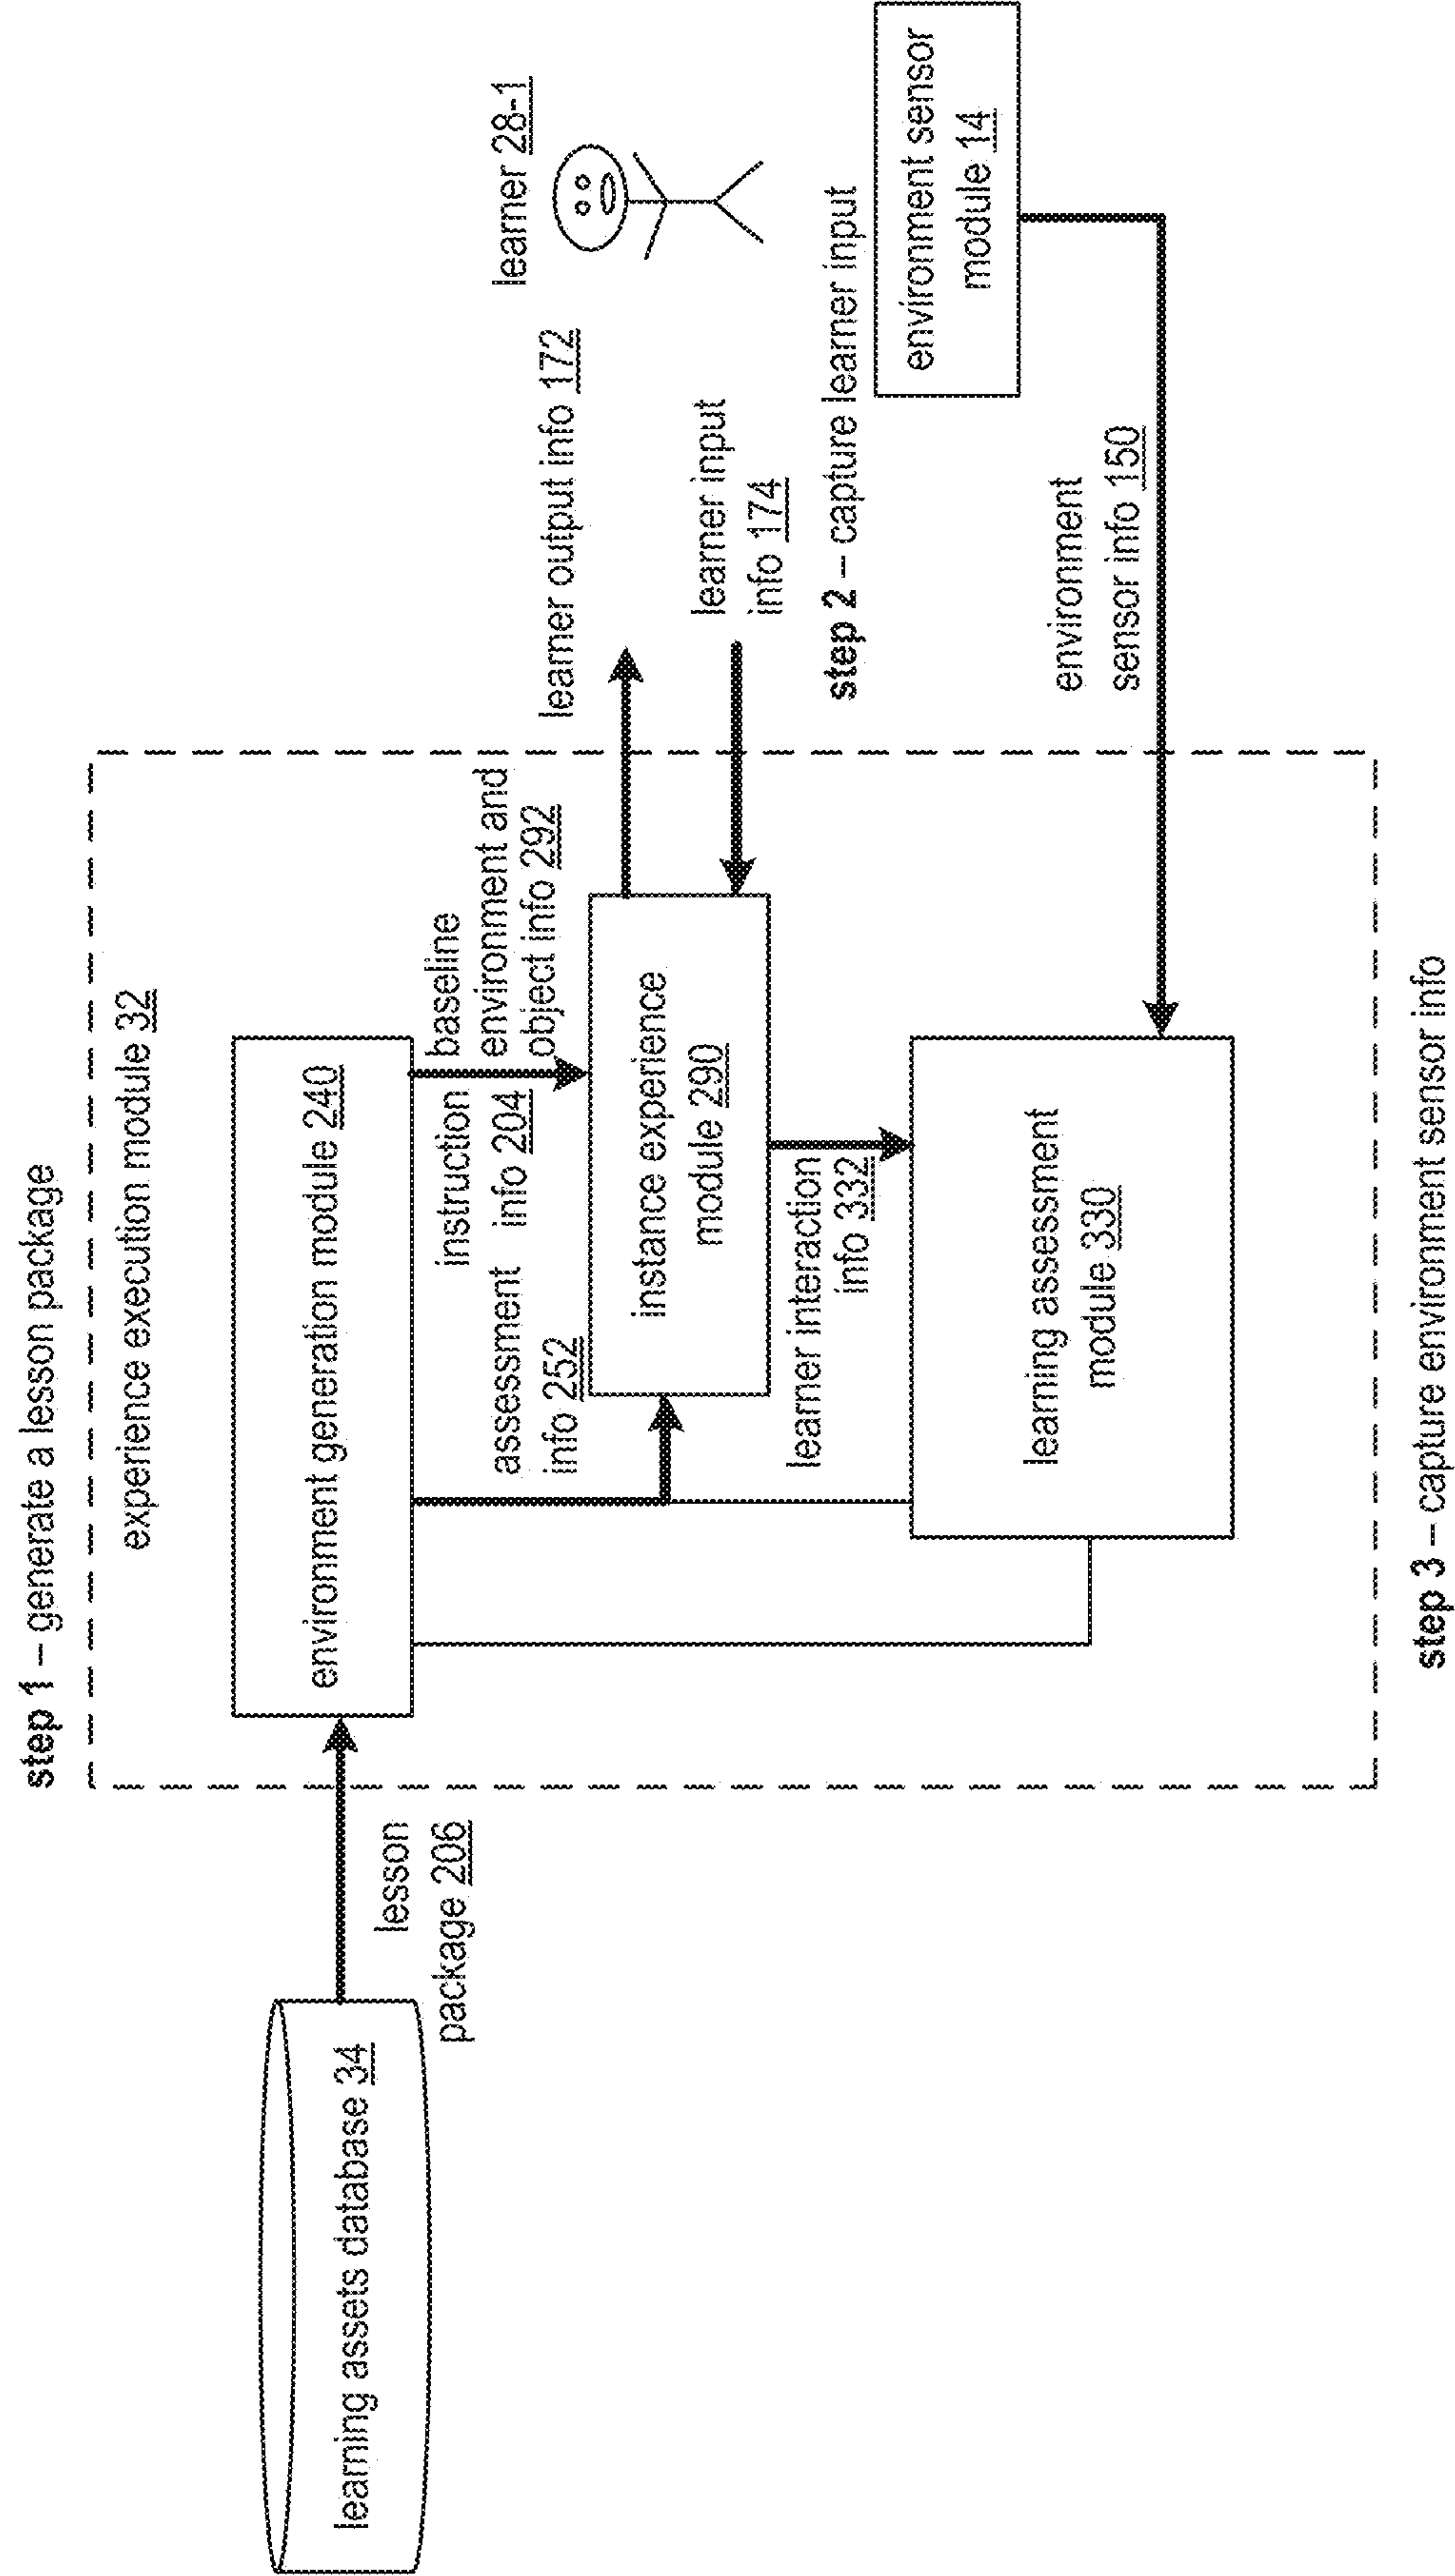 step 1 – generate a lesson package
experience execution module 32
learning assets database 34
lesson
package 206
environment generation module 240
baseline
environment and
object info 292
instruction
info 204
assessment
info 252
instance experience
module 290
learner output info 172
learner 28-1
learner input
info 174
step 2 – capture learner input
learner interaction
info 332
learning assessment
module 330
environment sensor
module 14
environment
sensor info 150
step 3 – capture environment sensor info